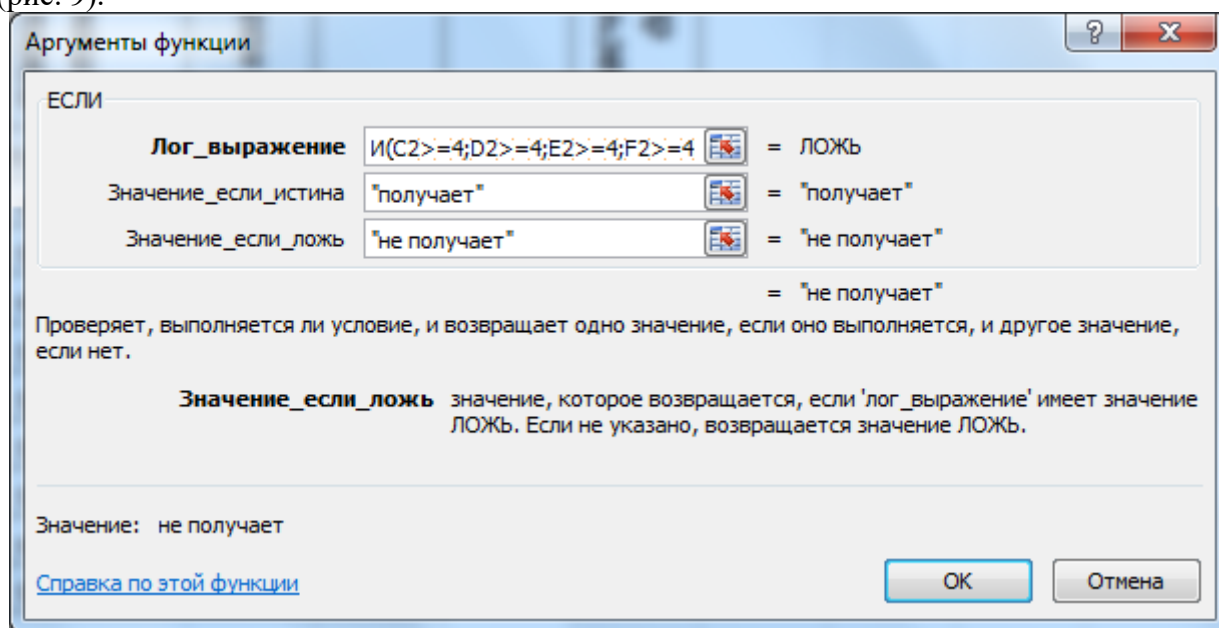 (рис. 9).
Аргументы функции
ЕСЛИ
Лог_выражение И(C2>=4;D2>=4;E2>=4;F2>=4 = ЛОЖЬ
Значение_если_истина "получает" = "получает"
Значение_если_ложь "не получает" = "не получает"
= "не получает"
Проверяет, выполняется ли условие, и возвращает одно значение, если оно выполняется, и другое значение,
если нет.
Значение_если_ложь значение, которое возвращается, если 'лог_выражение' имеет значение
ЛОЖЬ. Если не указано, возвращается значение ЛОЖЬ.
Значение: не получает
Справка по этой функции
ОК
Отмена